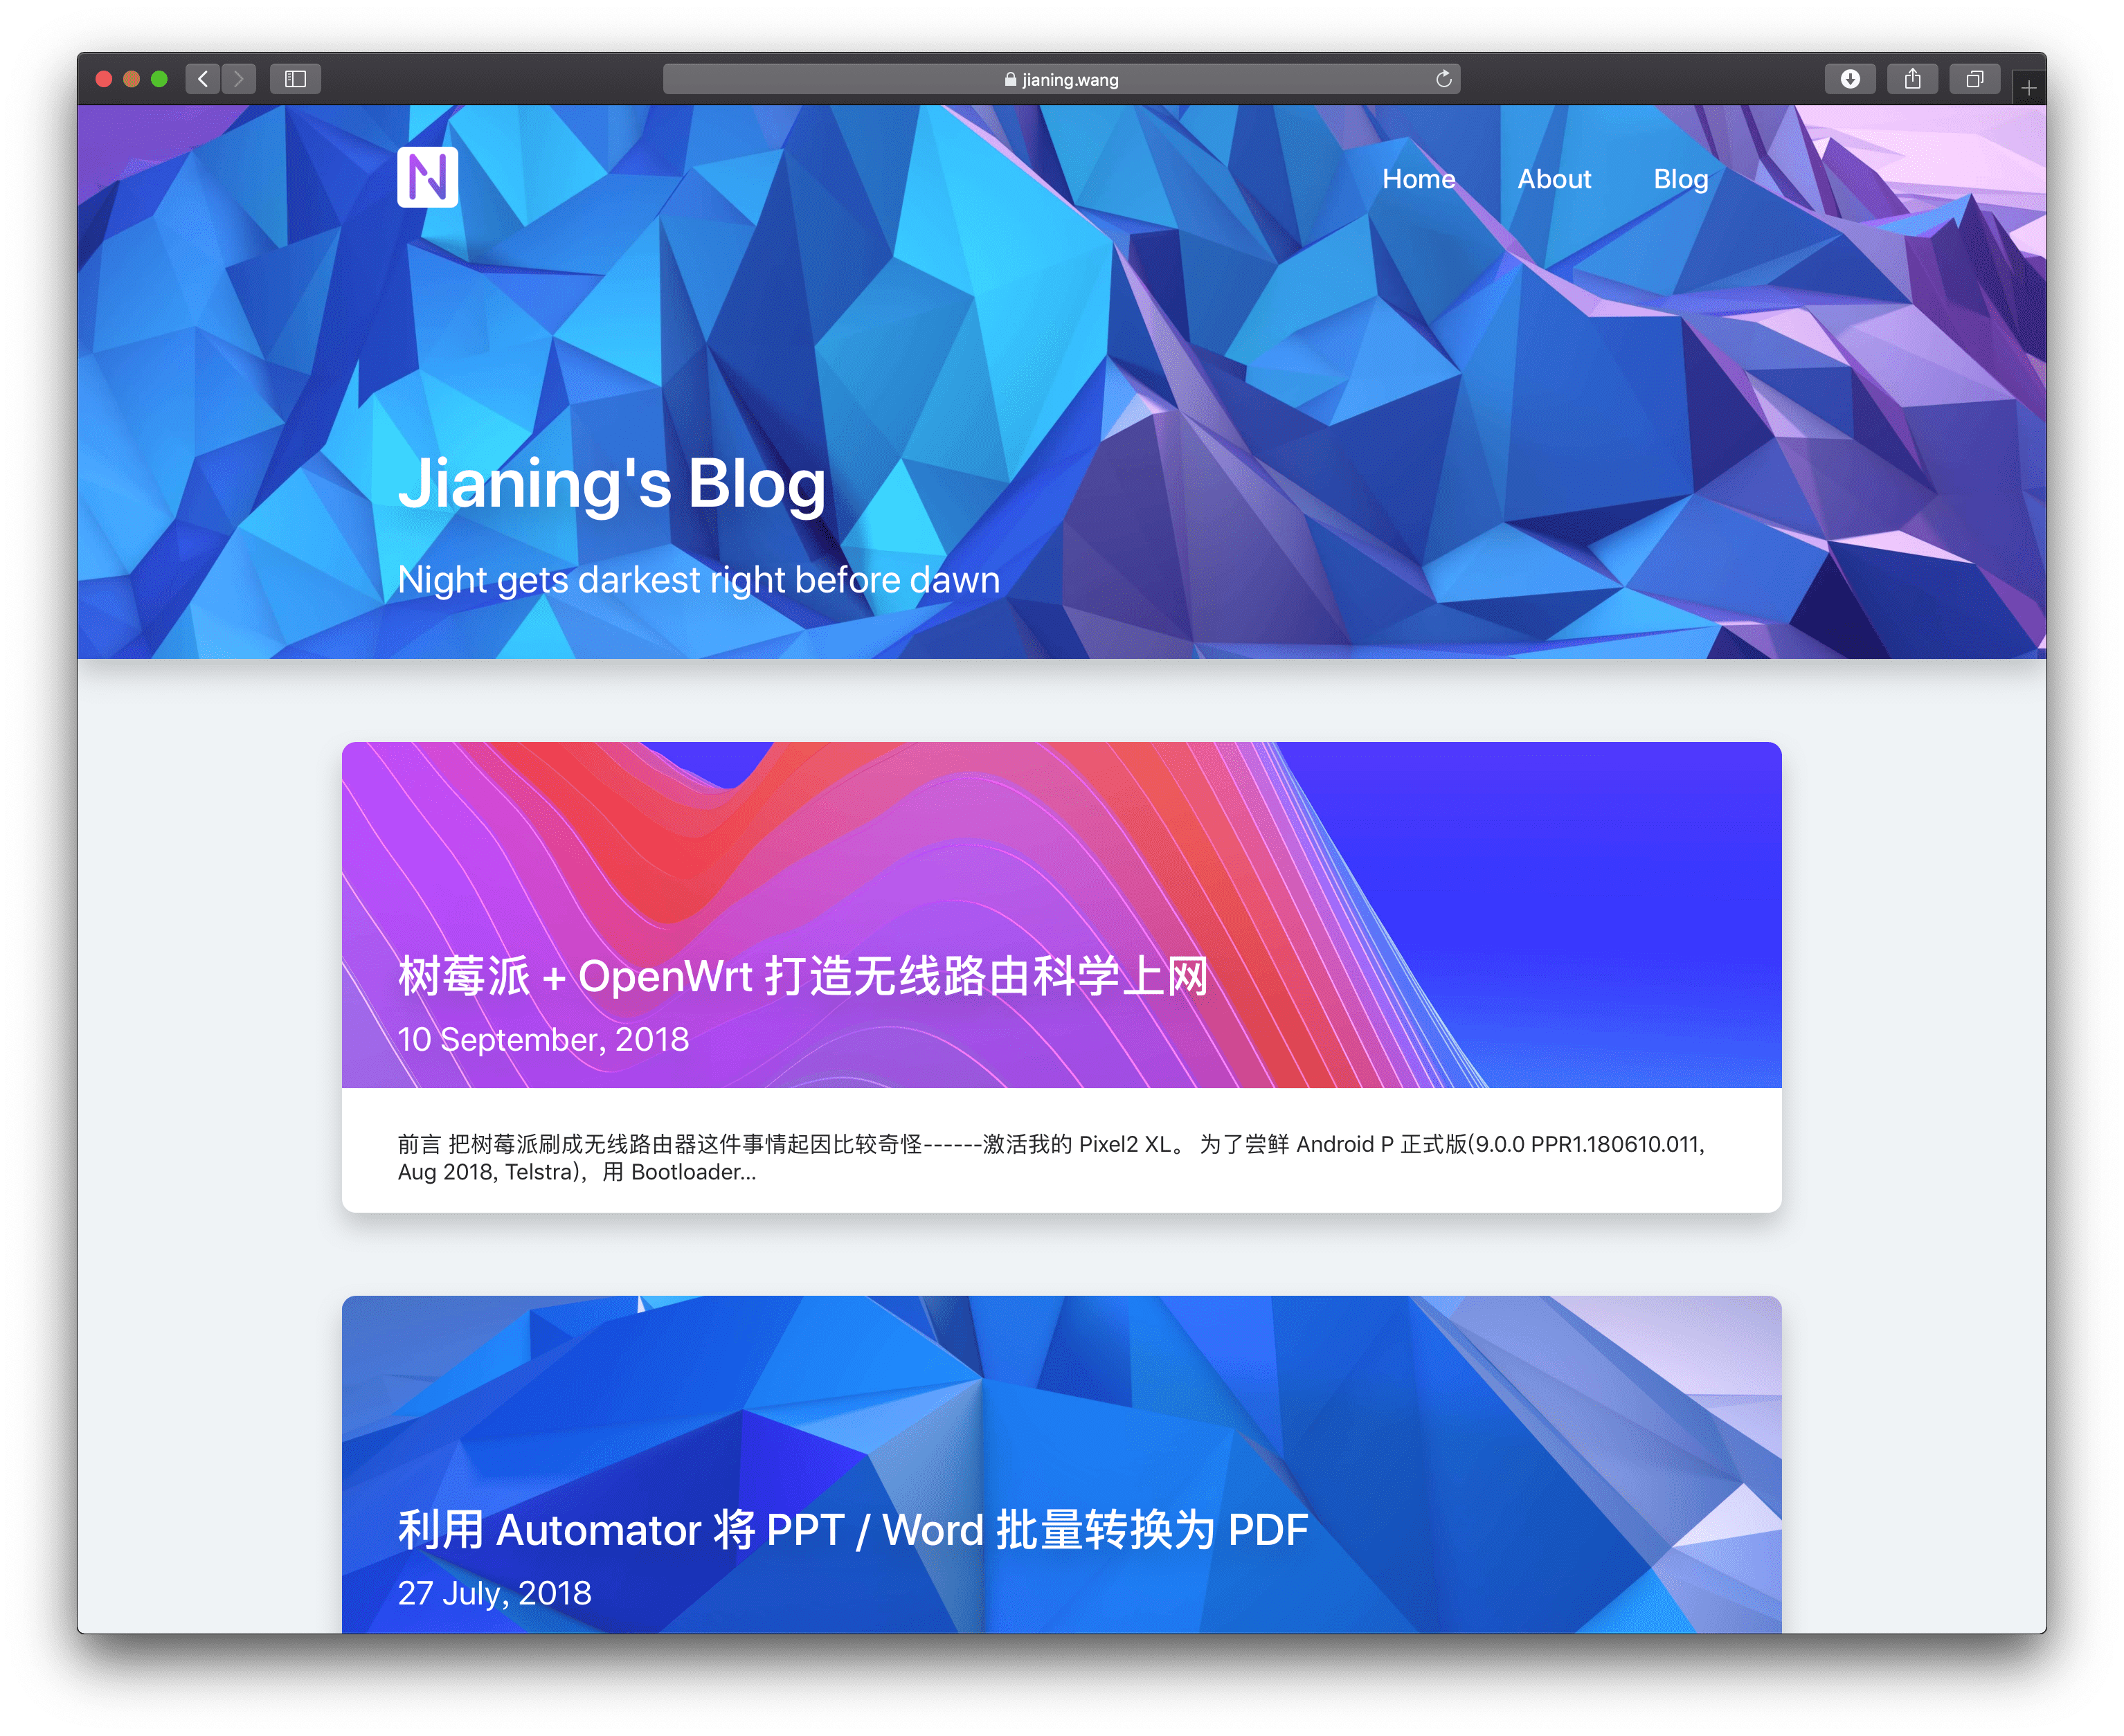 jianing.wang
N
Home About Blog
Jianing's Blog
Night gets darkest right before dawn
树莓派 + OpenWrt 打造无线路由科学上网
10 September, 2018
前言 把树莓派刷成无线路由器这件事情起因比较奇怪------激活我的 Pixel2 XL。 为了尝鲜 Android P 正式版(9.0.0 PPR1.180610.011,
Aug 2018, Telstra)，用 Bootloader...
利用 Automator 将 PPT / Word 批量转换为 PDF
27 July, 2018